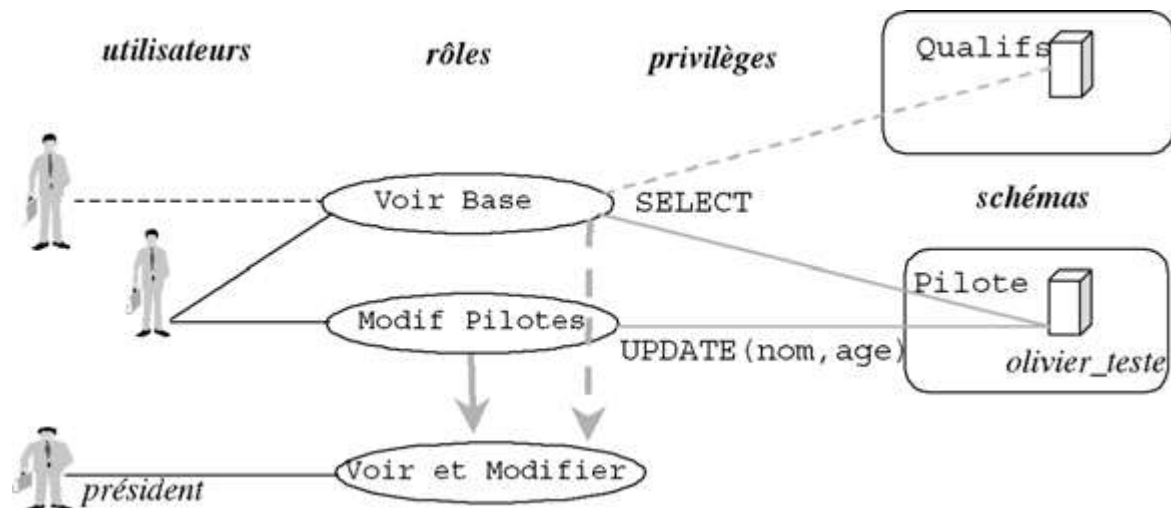 utilisateurs
rôles
privilèges
Qualifs
Voir Base
SELECT
schémas
Pilote
Modif Pilotes
UPDATE(nom,age)
olivier_teste
Voir et Modifier
président